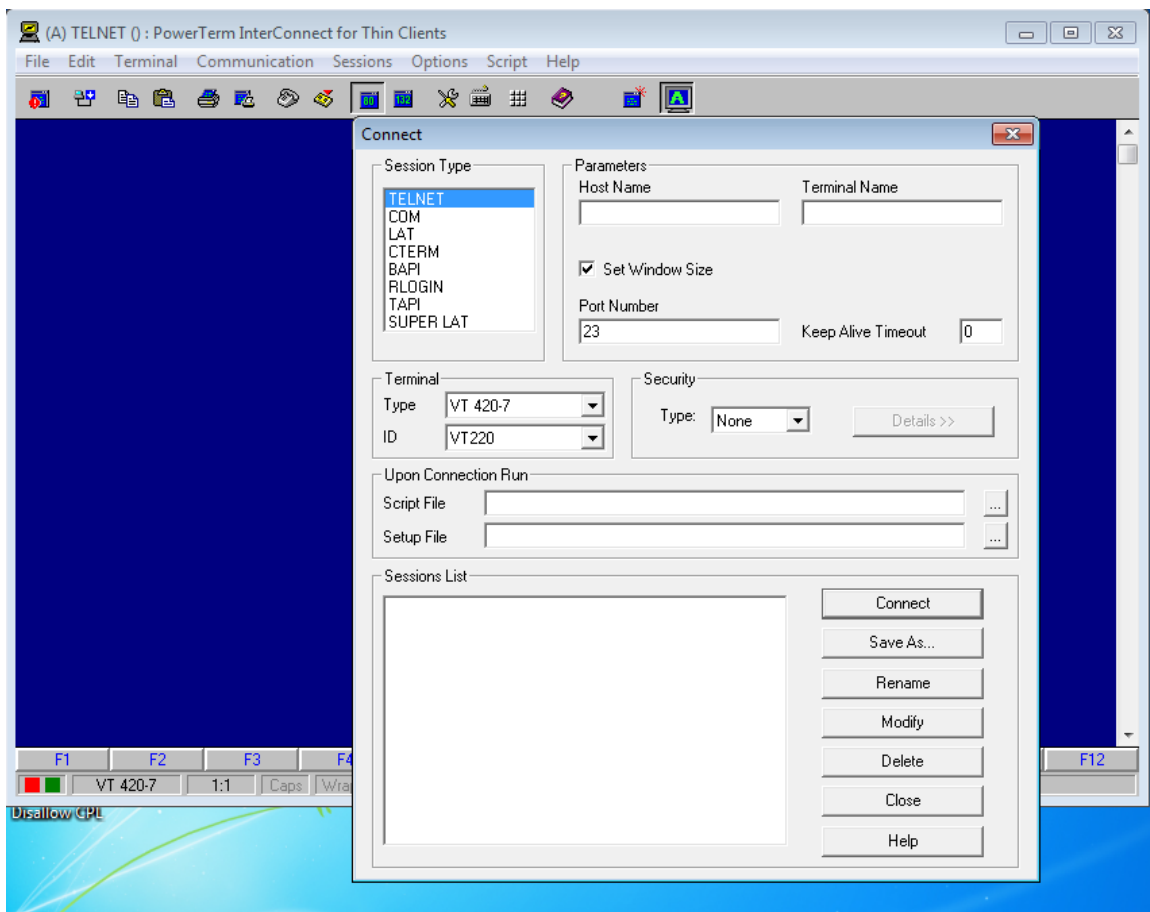 (A) TELNET () : PowerTerm InterConnect for Thin Clients
File Edit Terminal Communication Sessions Options Script Help
80 132 A
Connect
Session Type
TELNET
COM
LAT
CTERM
BAPI
RLOGIN
TAPI
SUPER LAT
Parameters
Host Name
Terminal Name
Set Window Size
Port Number
23
Keep Alive Timeout 0
Terminal
Type VT 420-7
ID VT220
Security
Type: None Details >>
Upon Connection Run
Script File ...
Setup File ...
Sessions List
Connect
Save As...
Rename
Modify
Delete
Close
Help
F1 F2 F3 F4 F12
VT 420-7 1:1 Caps Wra
Disallow CPL